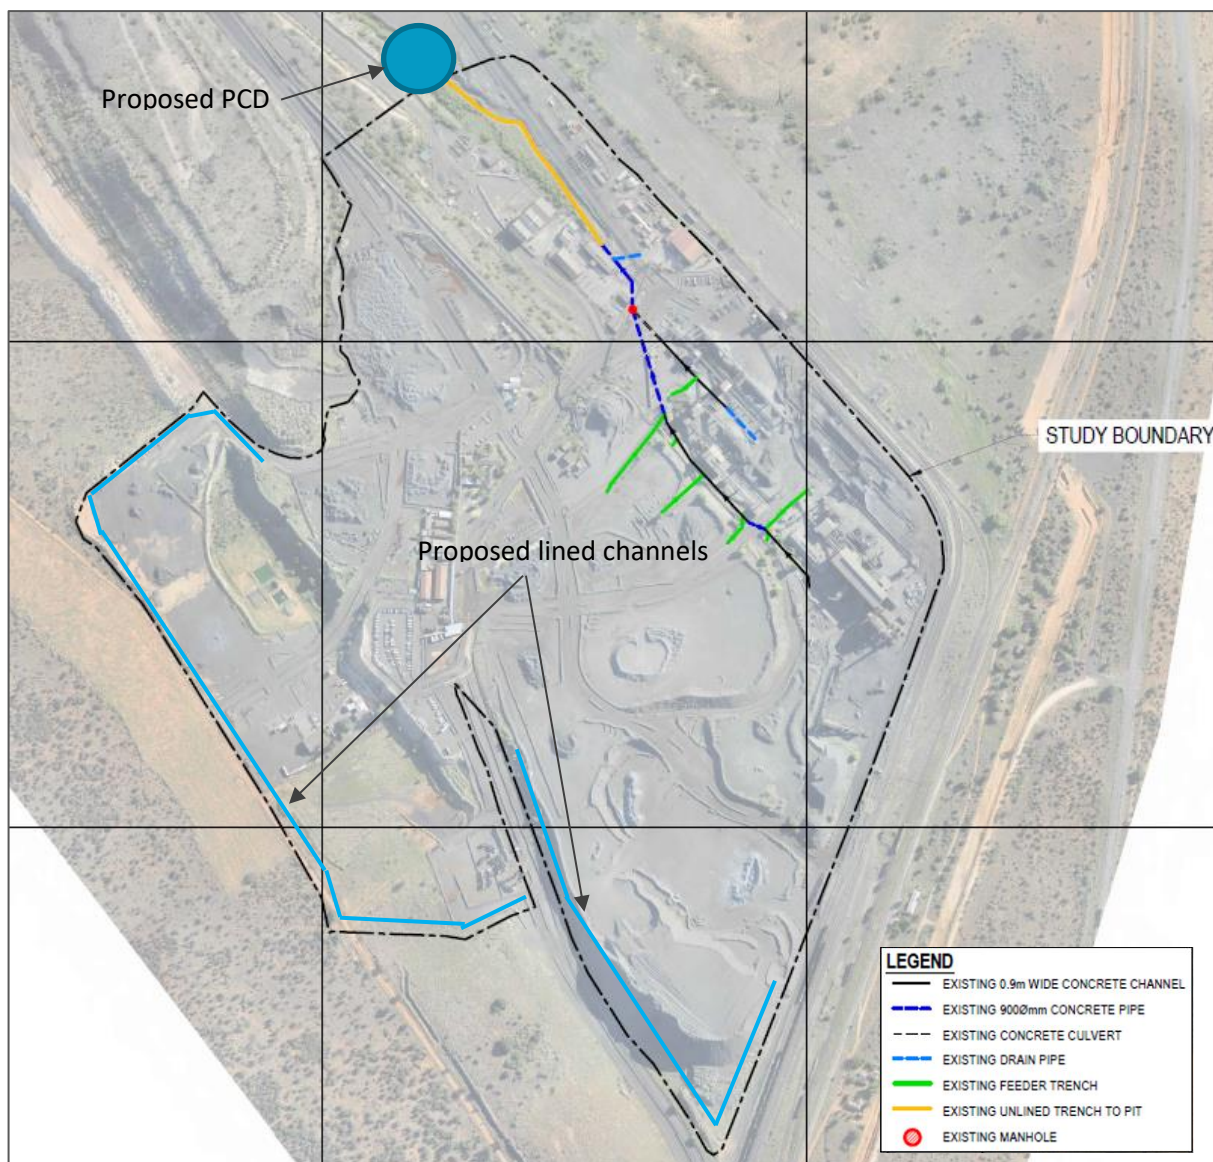 Proposed PCD
STUDY BOUNDARY
Proposed lined channels
LEGEND
EXISTING 0.9m WIDE CONCRETE CHANNEL
EXISTING 900Ømm CONCRETE PIPE
EXISTING CONCRETE CULVERT
EXISTING DRAIN PIPE
EXISTING FEEDER TRENCH
EXISTING UNLINED TRENCH TO PIT
EXISTING MANHOLE